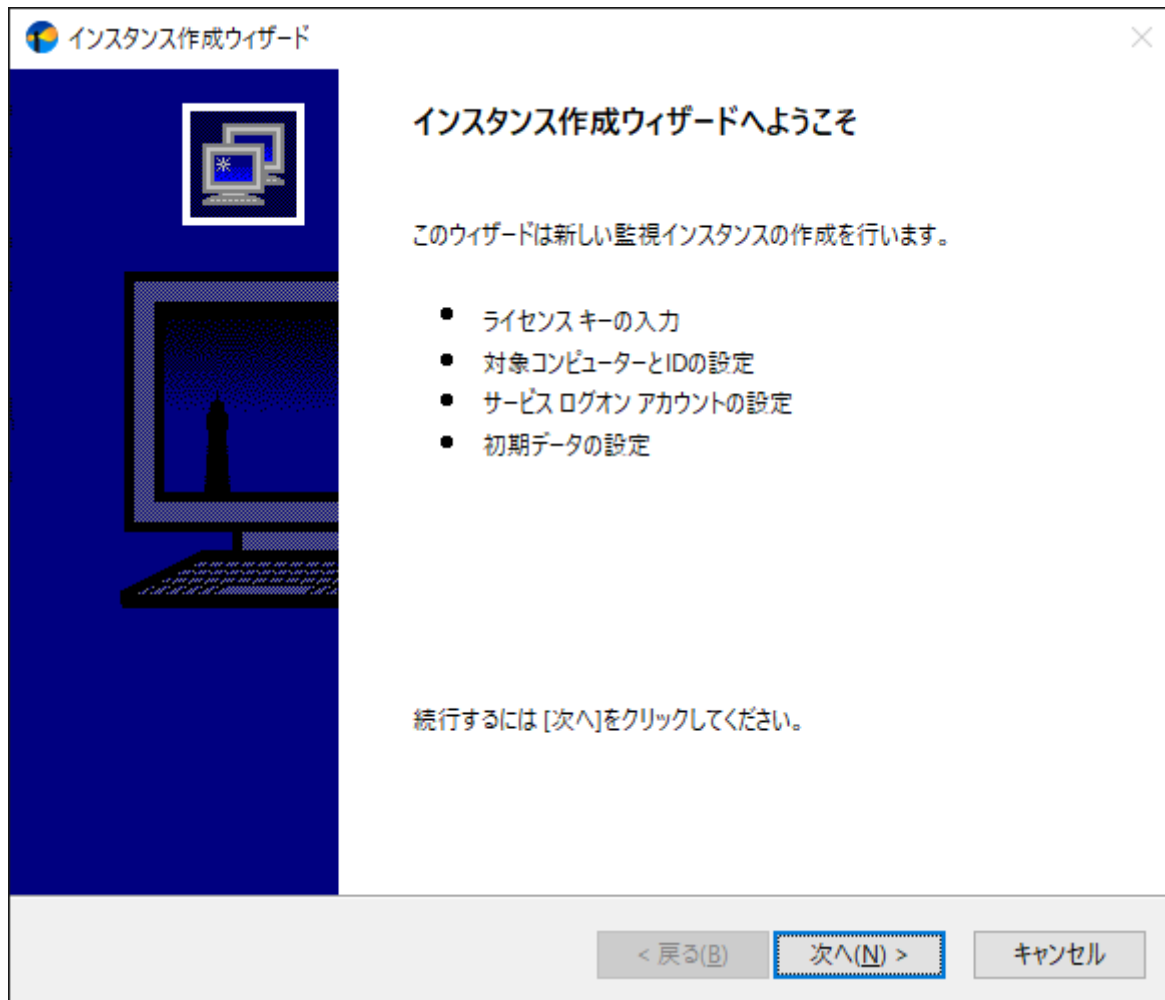 インスタンス作成ウィザード
インスタンス作成ウィザードへようこそ
このウィザードは新しい監視インスタンスの作成を行います。
● ライセンス キーの入力
● 対象コンピューターとIDの設定
● サービス ログオン アカウントの設定
● 初期データの設定
続行するには [次へ]をクリックしてください。
< 戻る(B) 次へ(N) > キャンセル